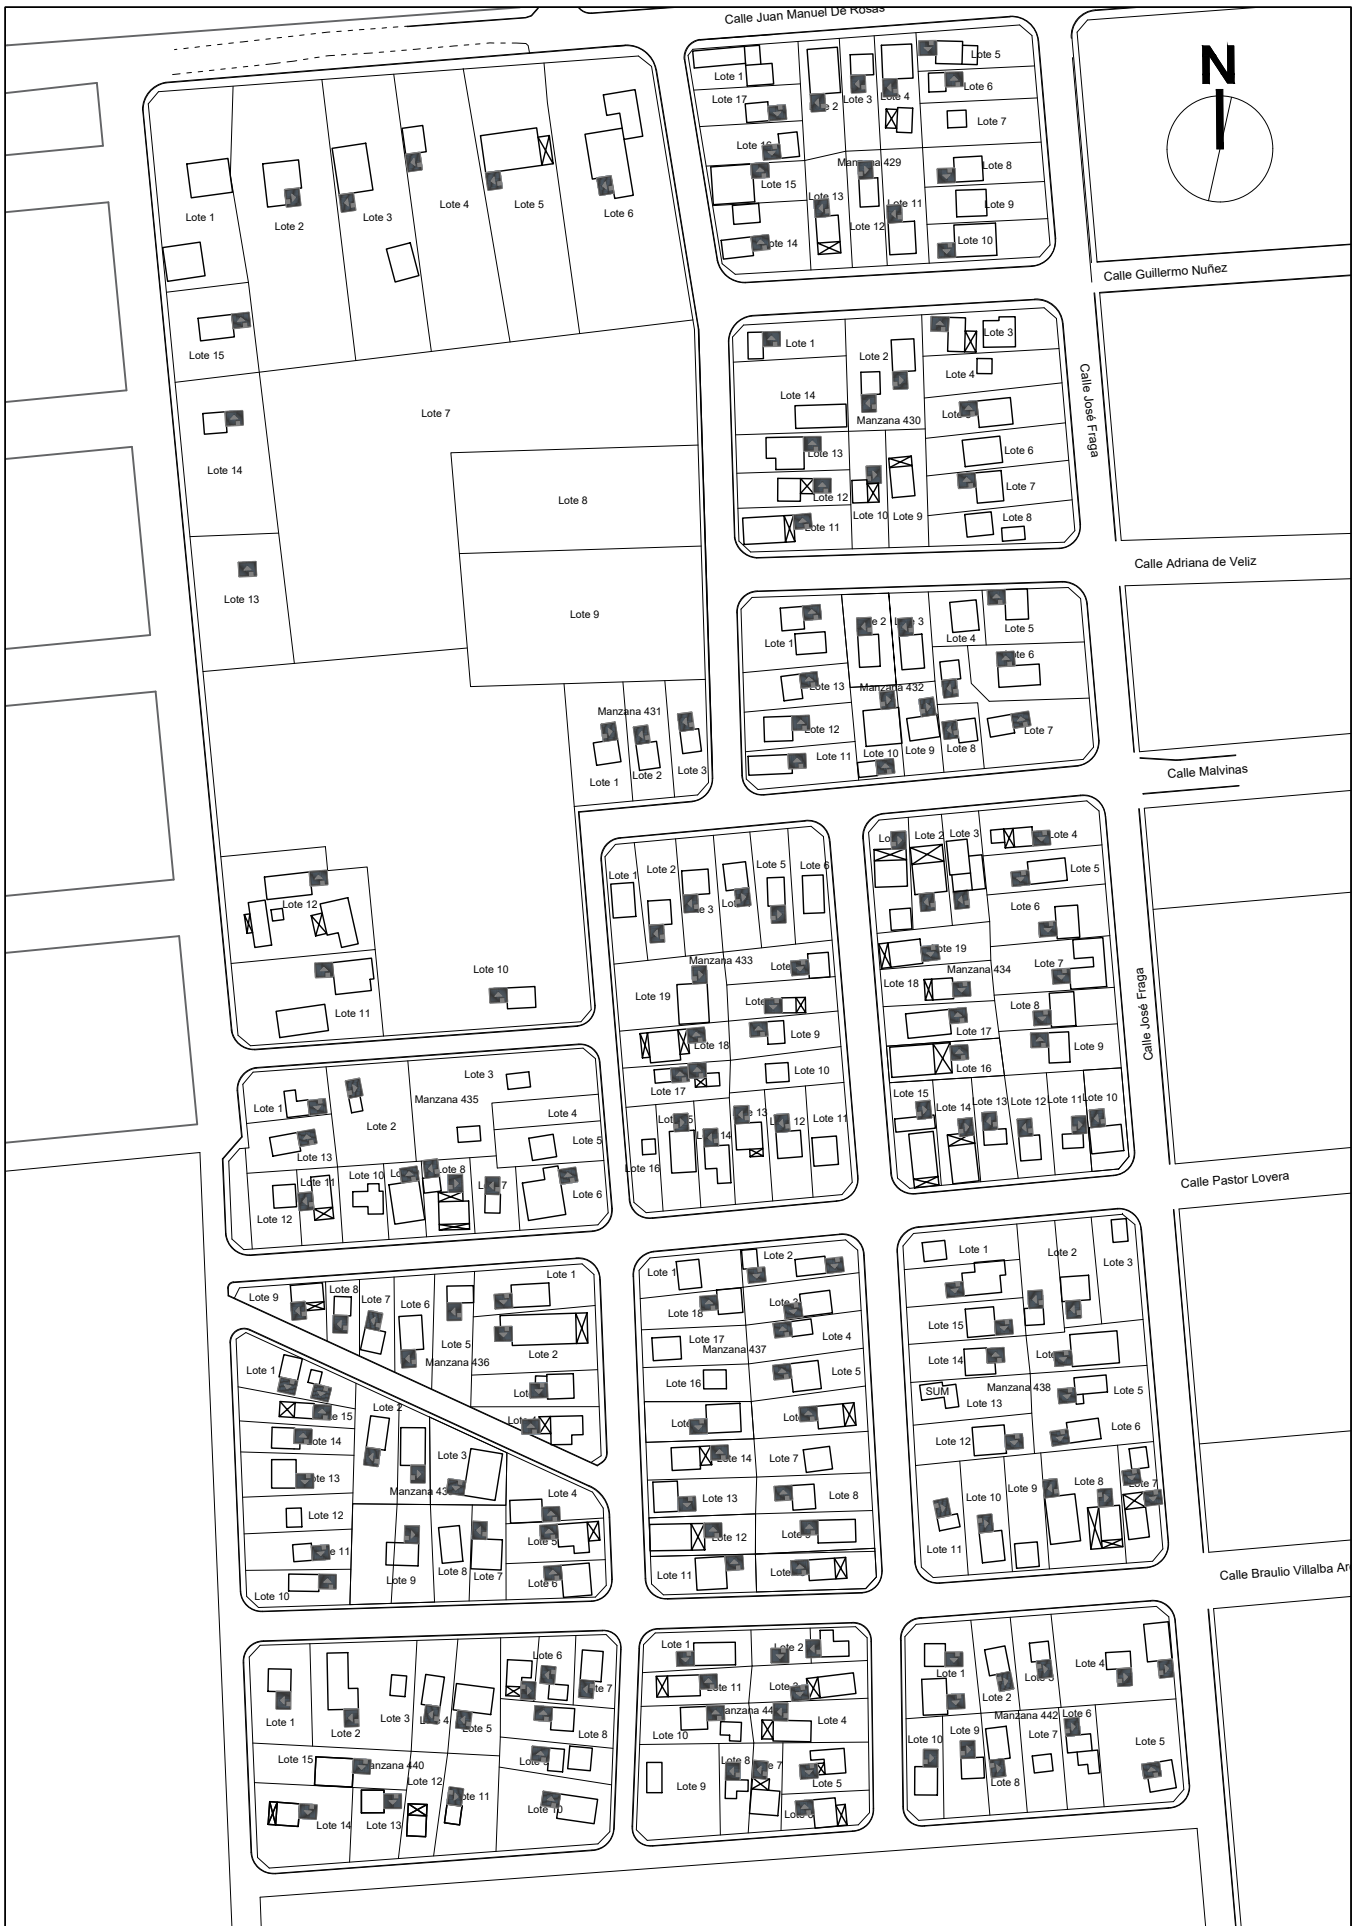 Calle Juan Manuel De Rosas
N
Lote 1
Lote 3
Lote 4
Lote 5
Lote 6
Lote 17
Lote 7
Manzana 429
Lote 8
Lote 15
Lote 13
Lote 11
Lote 9
Lote 12
Lote 10
Lote 1
Lote 2
Lote 3
Lote 4
Lote 5
Lote 6
Calle Guillermo Nuñez
Lote 15
Lote 1
Lote 2
Lote 3
Lote 4
Lote 14
Manzana 430
Lote 6
Lote 13
Lote 7
Lote 12
Lote 10
Lote 9
Lote 8
Lote 11
Calle José Fraga
Lote 7
Lote 14
Lote 8
Lote 13
Lote 9
Calle Adriana de Veliz
Lote 1
Lote 4
Lote 5
Lote 13
Manzana 432
Lote 12
Lote 7
Lote 11
Lote 10
Lote 9
Lote 8
Manzana 431
Lote 1
Lote 2
Lote 3
Calle Malvinas
Lote 1
Lote 2
Lote 5
Lote 6
Manzana 433
Lote 19
Lote 9
Lote 18
Lote 10
Lote 17
Lote 12
Lote 11
Lote 16
Lote 2
Lote 3
Lote 4
Lote 5
Lote 6
Manzana 434
Lote 7
Lote 18
Lote 8
Lote 17
Lote 9
Lote 16
Lote 15
Lote 14
Lote 13
Lote 12
Lote 11
Lote 10
Calle José Fraga
Lote 12
Lote 10
Lote 11
Lote 3
Lote 1
Manzana 435
Lote 2
Lote 4
Lote 5
Lote 13
Lote 11
Lote 10
Lote 8
Lote 6
Lote 12
Calle Pastor Lovera
Lote 9
Lote 8
Lote 7
Lote 6
Lote 5
Lote 1
Lote 2
Manzana 436
Lote 1
Lote 2
Lote 14
Lote 3
Lote 13
Lote 4
Lote 12
Lote 5
Lote 10
Lote 9
Lote 8
Lote 7
Lote 6
Lote 1
Lote 2
Lote 18
Lote 17
Manzana 437
Lote 4
Lote 16
Lote 5
Lote 14
Lote 7
Lote 13
Lote 8
Lote 12
Lote 11
Lote 1
Lote 2
Lote 3
Lote 15
Lote 14
SUM
Manzana 438
Lote 13
Lote 5
Lote 12
Lote 6
Lote 10
Lote 9
Lote 8
Lote 7
Lote 11
Calle Braulio Villalba Ar
Lote 1
Lote 2
Lote 3
Lote 5
Lote 6
Lote 8
Lote 15
Manzana 440
Lote 12
Lote 14
Lote 13
Lote 10
Lote 1
Lote 2
Lote 11
Lote 10
Lote 4
Lote 9
Lote 8
Lote 5
Lote 1
Lote 2
Lote 4
Manzana 442
Lote 10
Lote 9
Lote 8
Lote 7
Lote 6
Lote 5